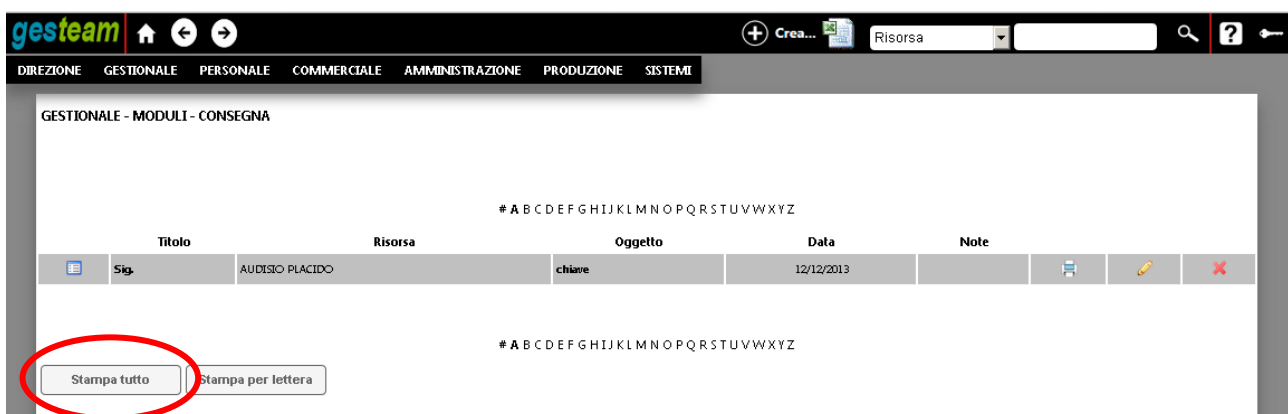 gesteam Crea... Risorsa ?
DIREZIONE GESTIONALE PERSONALE COMMERCIALE AMMINISTRAZIONE PRODUZIONE SISTEMI
GESTIONALE - MODULI - CONSEGNA
# A B C D E F G H I J K L M N O P Q R S T U V W X Y Z
Titolo Risorsa Oggetto Data Note
Sig. AUDISIO PLACIDO chiave 12/12/2013
# A B C D E F G H I J K L M N O P Q R S T U V W X Y Z
Stampa tutto Stampa per lettera